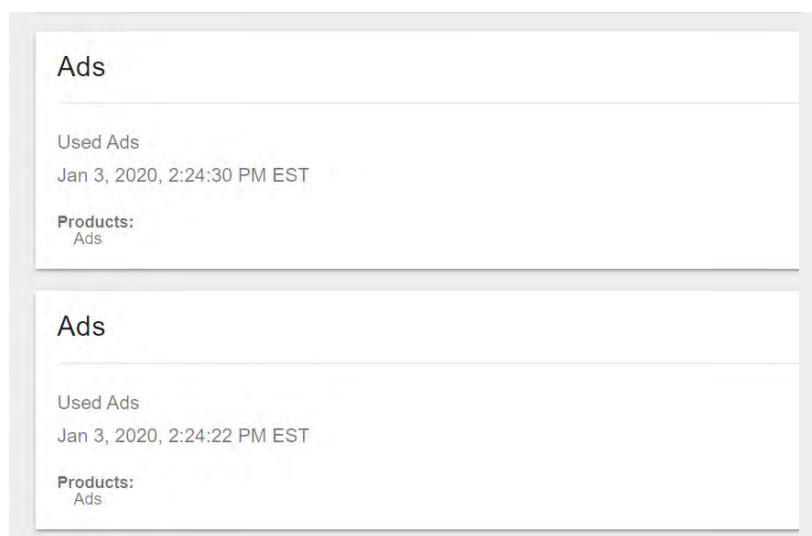 Ads
Used Ads
Jan 3, 2020, 2:24:30 PM EST
Products:
Ads
Ads
Used Ads
Jan 3, 2020, 2:24:22 PM EST
Products:
Ads